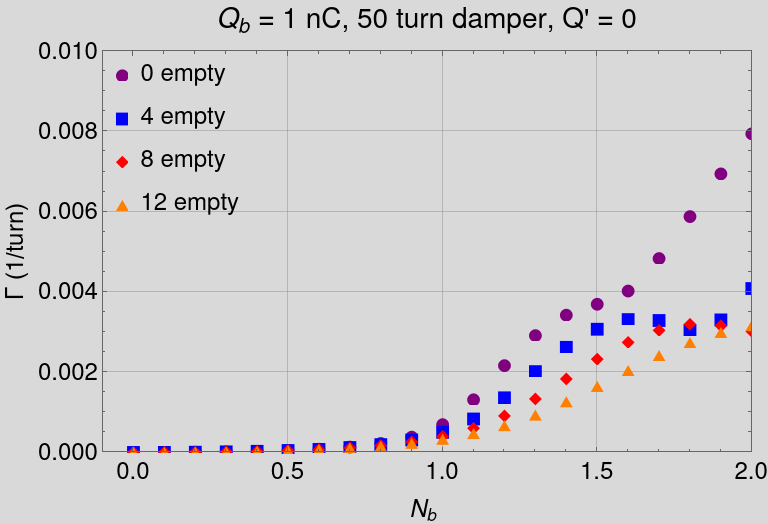 Q_b = 1 nC, 50 turn damper, Q' = 0
0.010
0.008
0.006
0.004
0.002
0.000
Γ (1/turn)
0 empty
4 empty
8 empty
12 empty
0.0 0.5 1.0 1.5 2.0
N_b